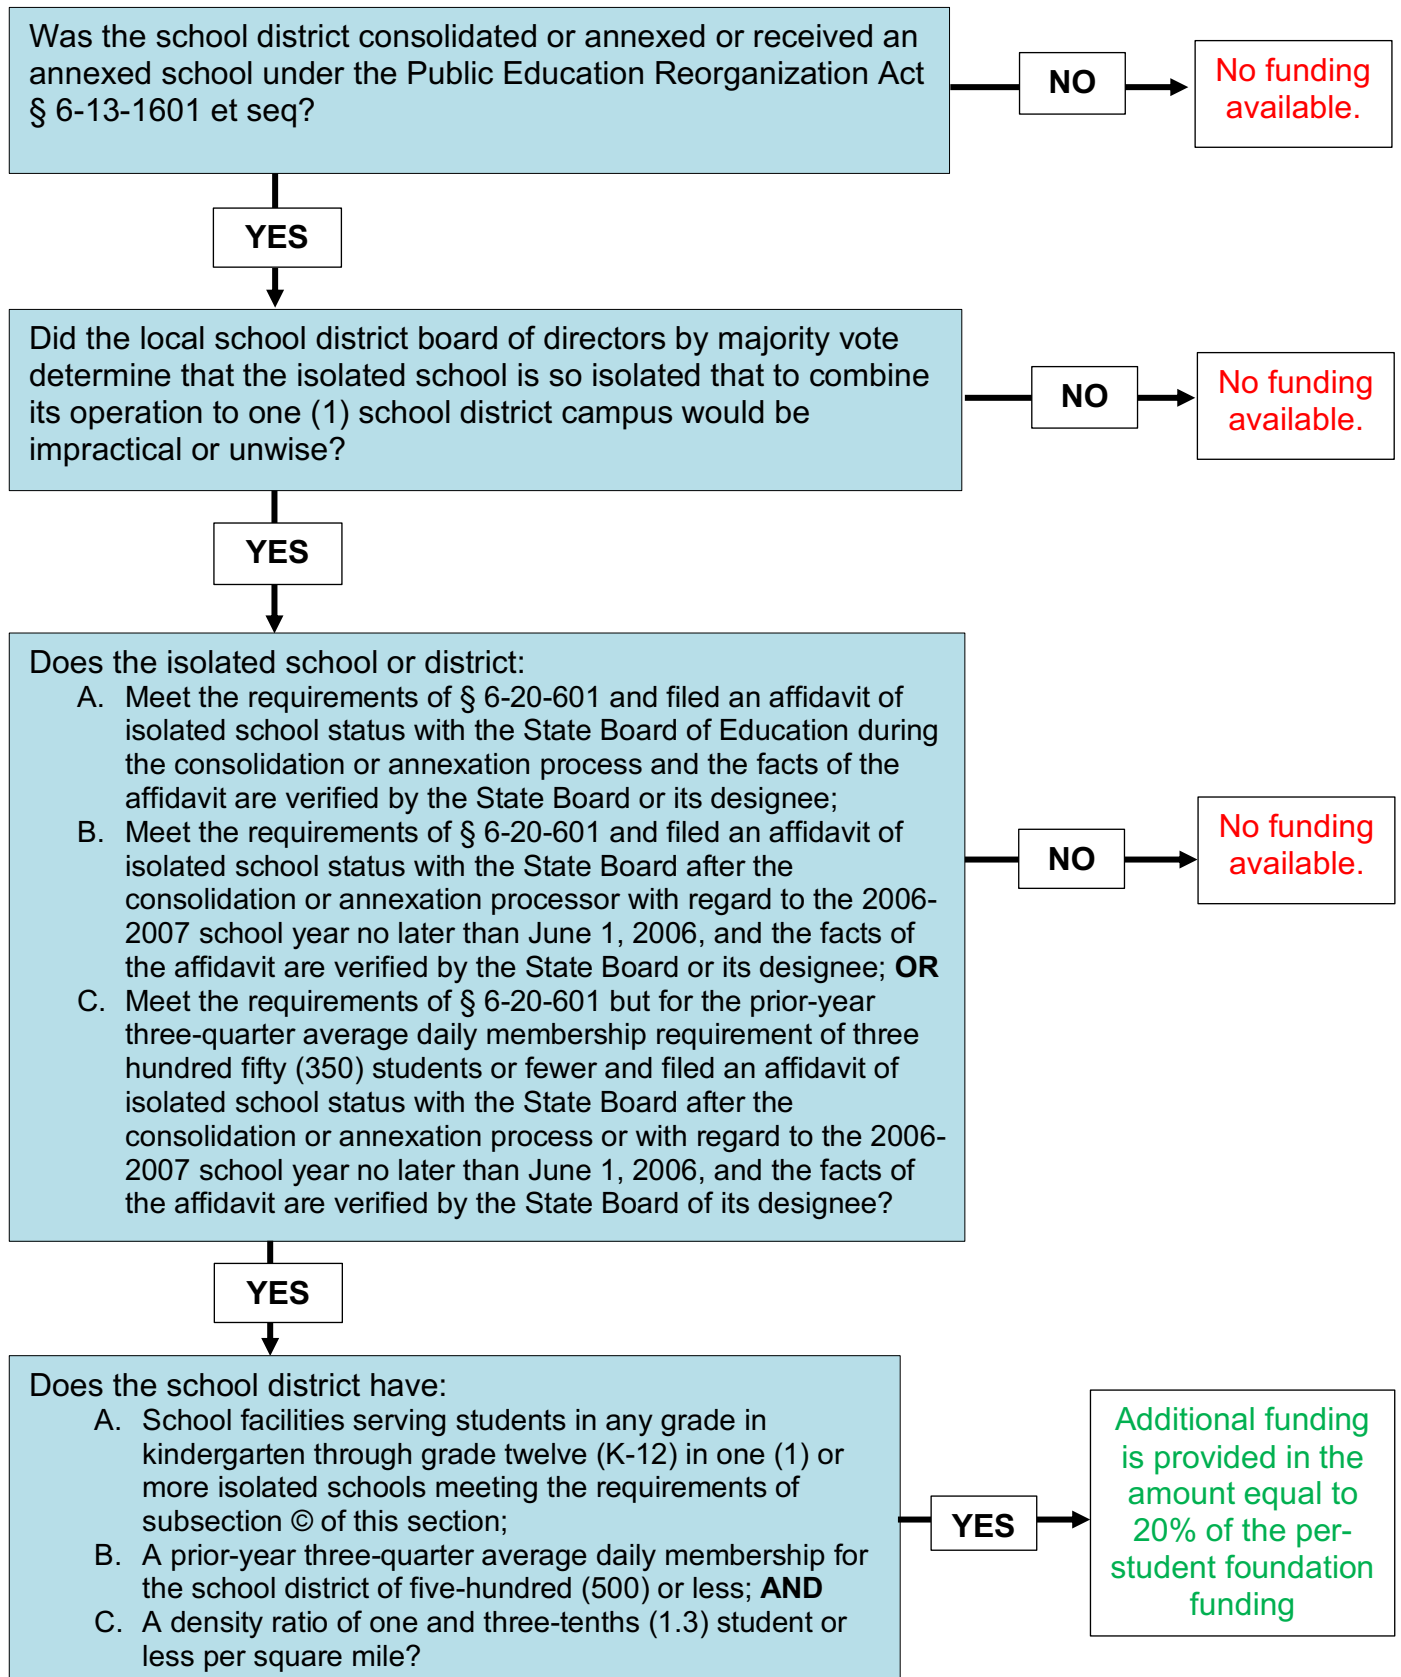 Was the school district consolidated or annexed or received an
annexed school under the Public Education Reorganization Act
§ 6-13-1601 et seq?
NO
No funding
available.
YES
Did the local school district board of directors by majority vote
determine that the isolated school is so isolated that to combine
its operation to one (1) school district campus would be
impractical or unwise?
NO
No funding
available.
YES
Does the isolated school or district:
A. Meet the requirements of § 6-20-601 and filed an affidavit of
isolated school status with the State Board of Education during
the consolidation or annexation process and the facts of the
affidavit are verified by the State Board or its designee;
B. Meet the requirements of § 6-20-601 and filed an affidavit of
isolated school status with the State Board after the
consolidation or annexation processor with regard to the 2006-
2007 school year no later than June 1, 2006, and the facts of
the affidavit are verified by the State Board or its designee; OR
C. Meet the requirements of § 6-20-601 but for the prior-year
three-quarter average daily membership requirement of three
hundred fifty (350) students or fewer and filed an affidavit of
isolated school status with the State Board after the
consolidation or annexation process or with regard to the 2006-
2007 school year no later than June 1, 2006, and the facts of
the affidavit are verified by the State Board of its designee?
NO
No funding
available.
YES
Does the school district have:
A. School facilities serving students in any grade in
kindergarten through grade twelve (K-12) in one (1) or
more isolated schools meeting the requirements of
subsection © of this section;
B. A prior-year three-quarter average daily membership for
the school district of five-hundred (500) or less; AND
C. A density ratio of one and three-tenths (1.3) student or
less per square mile?
YES
Additional funding
is provided in the
amount equal to
20% of the per-
student foundation
funding